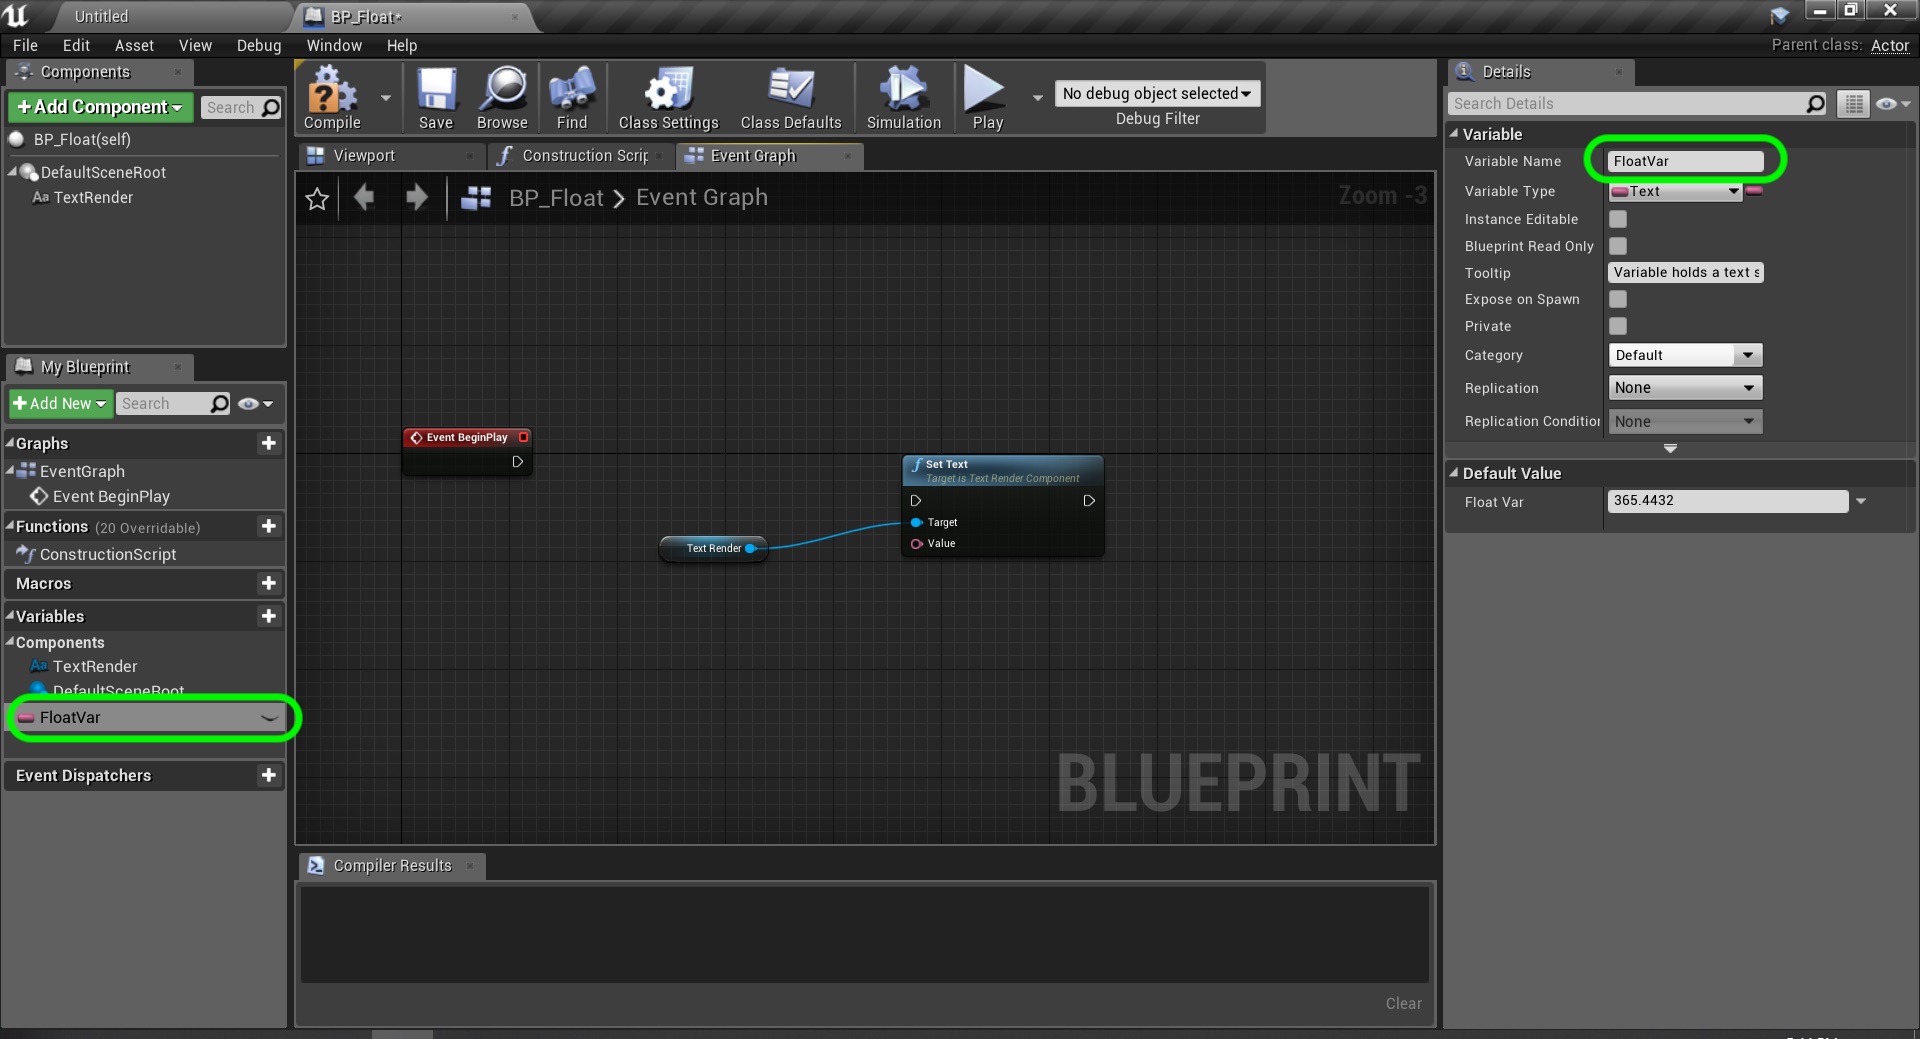 Untitled
BP_Float*
File Edit Asset View Debug Window Help
Parent class: Actor
Components
+Add Component
Search
BP_Float(self)
DefaultSceneRoot
Aa TextRender
My Blueprint
+Add New
Search
Graphs
EventGraph
Event BeginPlay
Functions (20 Overridable)
ConstructionScript
Macros
Variables
Components
Aa TextRender
DefaultSceneRoot
FloatVar
Event Dispatchers
Compile
Save
Browse
Find
Class Settings
Class Defaults
Simulation
Play
No debug object selected
Debug Filter
Viewport
Construction Scrip
Event Graph
BP_Float > Event Graph
Zoom -3
Event BeginPlay
Text Render
Set Text
Target is Text Render Component
Target
Value
BLUEPRINT
Compiler Results
Clear
Details
Search Details
Variable
Variable Name FloatVar
Variable Type Text
Instance Editable
Blueprint Read Only
Tooltip Variable holds a text s
Expose on Spawn
Private
Category Default
Replication None
Replication Condition None
Default Value
Float Var 365.4432